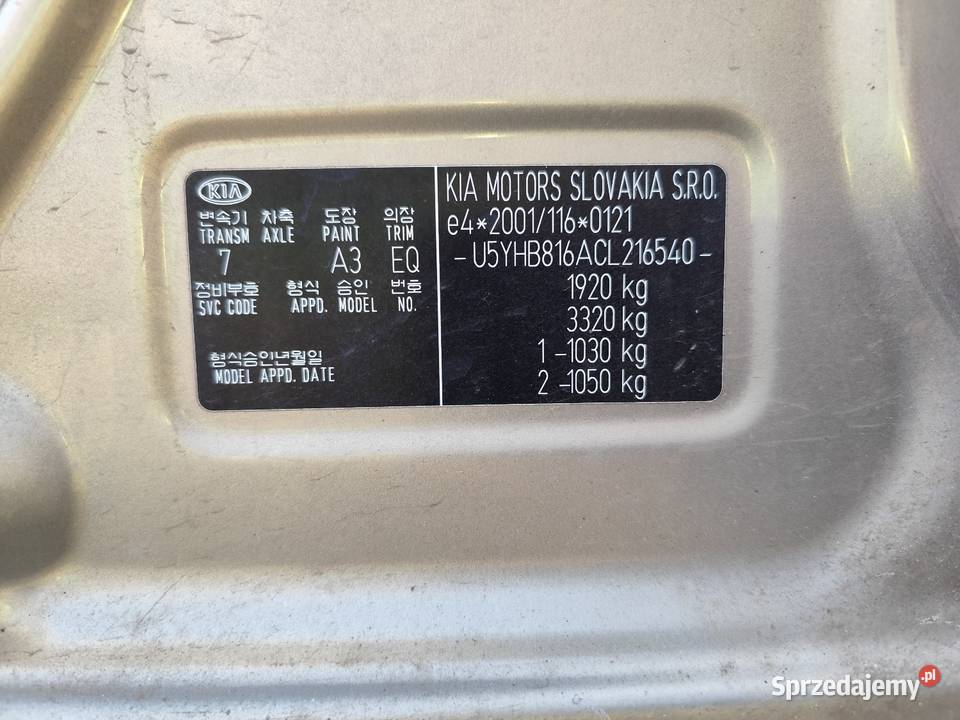 KIA
변속기 차축 도장 의장
TRANSM AXLE PAINT TRIM
7 A3 EQ
정비부호 형식 승인 번호
SVC CODE APPD. MODEL NO.
형식승인년월일
MODEL APPD. DATE
KIA MOTORS SLOVAKIA S.R.O.
e4*2001/116*0121
-U5YHB816ACL216540-
1920 kg
3320 kg
1 -1030 kg
2 -1050 kg
Sprzedajemy.pl